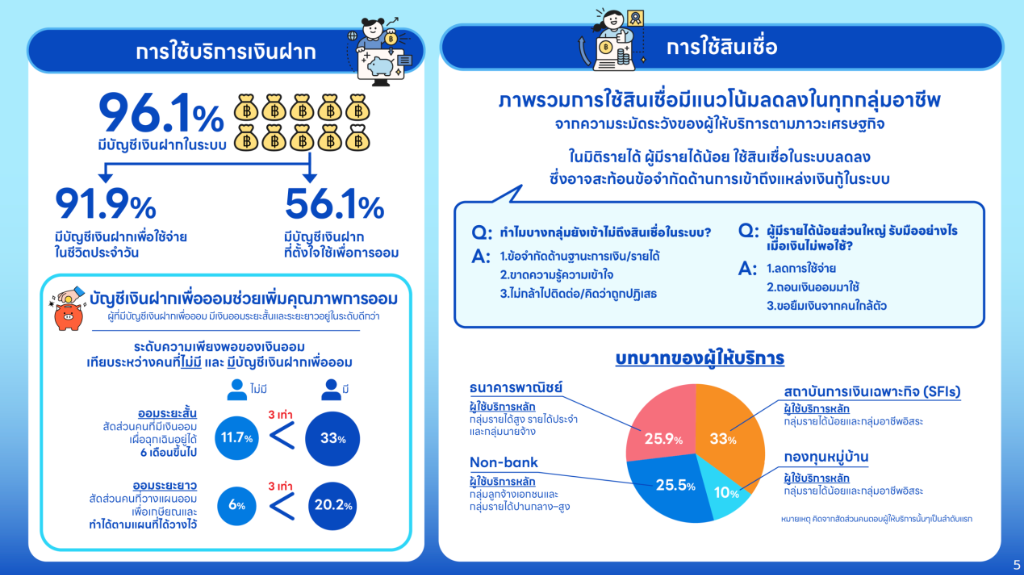 การใช้บริการเงินฝาก
96.1%
มีบัญชีเงินฝากในระบบ
91.9%
มีบัญชีเงินฝากเพื่อใช้จ่าย
ในชีวิตประจำวัน
56.1%
มีบัญชีเงินฝาก
ที่ตั้งใจใช้เพื่อการออม
บัญชีเงินฝากเพื่อออมช่วยเพิ่มคุณภาพการออม
ผู้ที่มีบัญชีเงินฝากเพื่อออม มีเงินออมระยะสั้นและระยะยาวอยู่ในระดับดีกว่า
ระดับความเพียงพอของเงินออม
เทียบระหว่างคนที่ไม่มี และ มีบัญชีเงินฝากเพื่อออม
ไม่มี
มี
ออมระยะสั้น
สัดส่วนคนที่มีเงินออม
เผื่อฉุกเฉินอยู่ได้
6 เดือนขึ้นไป
11.7%
3 เท่า
<
33%
ออมระยะยาว
สัดส่วนคนที่วางแผนออม
เพื่อเกษียณและ
ทำได้ตามแผนที่ได้วางไว้
6%
3 เท่า
<
20.2%
การใช้สินเชื่อ
ภาพรวมการใช้สินเชื่อมีแนวโน้มลดลงในทุกกลุ่มอาชีพ
จากความระมัดระวังของผู้ให้บริการตามภาวะเศรษฐกิจ
ในมิติรายได้ ผู้มีรายได้น้อย ใช้สินเชื่อในระบบลดลง
ซึ่งอาจสะท้อนข้อจำกัดด้านการเข้าถึงแหล่งเงินกู้ในระบบ
Q: ทำไมบางกลุ่มยังเข้าไม่ถึงสินเชื่อในระบบ?
A: 1.ข้อจำกัดด้านฐานะการเงิน/รายได้
2.ขาดความรู้ความเข้าใจ
3.ไม่กล้าไปติดต่อ/คิดว่าถูกปฏิเสธ
Q: ผู้มีรายได้น้อยส่วนใหญ่ รับมืออย่างไร
เมื่อเงินไม่พอใช้?
A: 1.ลดการใช้จ่าย
2.ถอนเงินออมมาใช้
3.ขอยืมเงินจากคนใกล้ตัว
บทบาทของผู้ให้บริการ
ธนาคารพาณิชย์
ผู้ใช้บริการหลัก
กลุ่มรายได้สูง รายได้ประจำ
และกลุ่มนายจ้าง
25.9%
Non-bank
ผู้ใช้บริการหลัก
กลุ่มลูกจ้างเอกชนและ
กลุ่มรายได้ปานกลาง-สูง
25.5%
สถาบันการเงินเฉพาะกิจ (SFIs)
ผู้ใช้บริการหลัก
กลุ่มรายได้น้อยและกลุ่มอาชีพอิสระ
33%
กองทุนหมู่บ้าน
ผู้ใช้บริการหลัก
กลุ่มรายได้น้อยและกลุ่มอาชีพอิสระ
10%
หมายเหตุ คิดจากสัดส่วนคนตอบผู้ให้บริการนั้นๆเป็นลำดับแรก
5